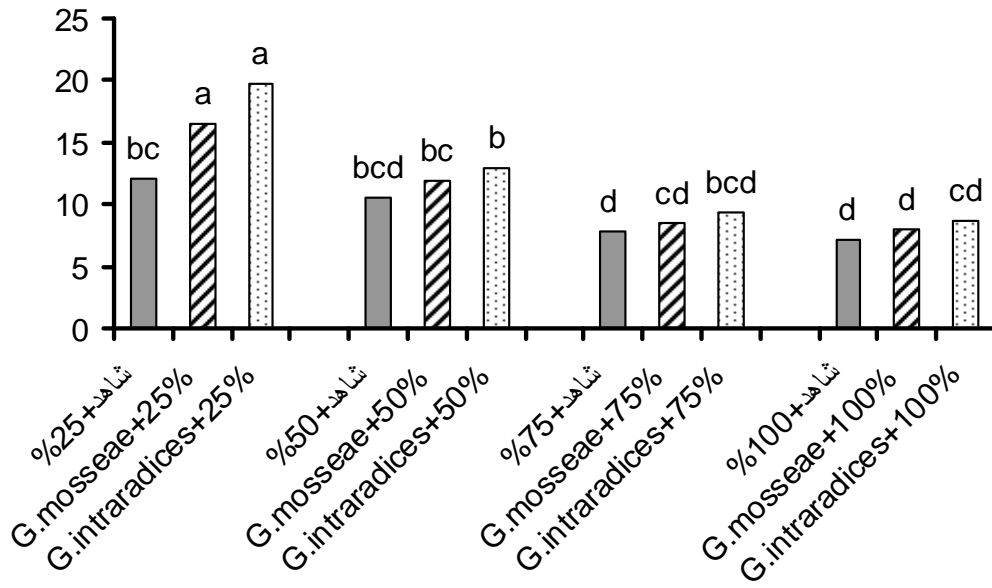 25
20
15
10
5
0
bc
a
a
bcd
bc
b
d
cd
bcd
d
d
cd
شاهد+25%
G.mosseae+25%
G.intraradices+25%
شاهد+50%
G.mosseae+50%
G.intraradices+50%
شاهد+75%
G.mosseae+75%
G.intraradices+75%
شاهد+100%
G.mosseae+100%
G.intraradices+100%